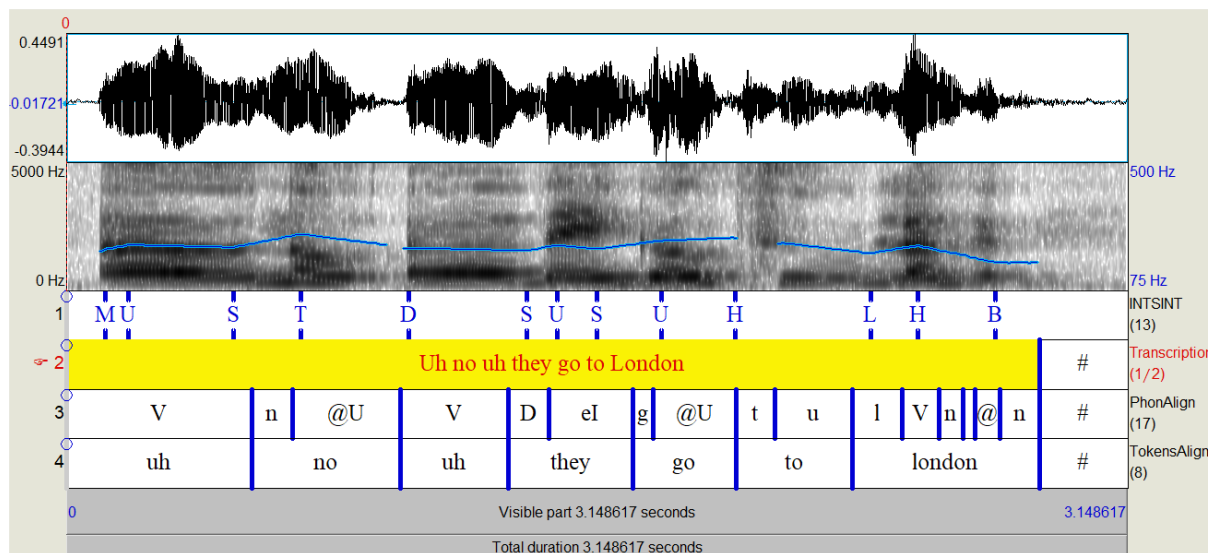 0
0.4491
-0.01721
-0.3944
5000 Hz 500 Hz
0 Hz 75 Hz
1 M U S T D S U S U H L H B INTSINT (13)
2 Uh no uh they go to London # Transcription (1/2)
3 V n @U V D eI g @U t u l V n @ n # PhonAlign (17)
4 uh no uh they go to london # TokensAlign (8)
0 Visible part 3.148617 seconds 3.148617
Total duration 3.148617 seconds